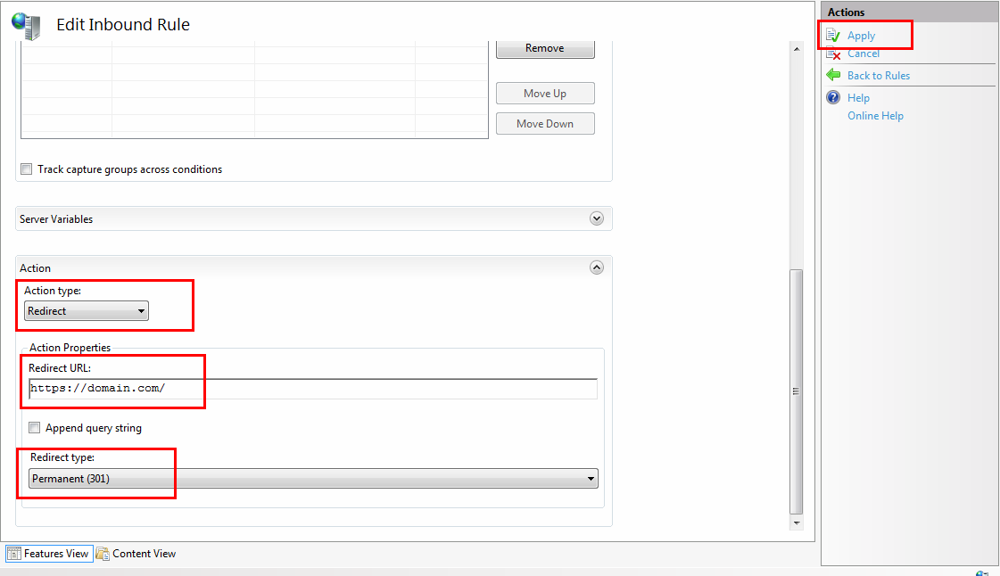 Edit Inbound Rule
Remove
Move Up
Move Down
Track capture groups across conditions
Server Variables
Action
Action type:
Redirect
Action Properties
Redirect URL:
https://domain.com/
Append query string
Redirect type:
Permanent (301)
Features View
Content View
Actions
Apply
Cancel
Back to Rules
Help
Online Help